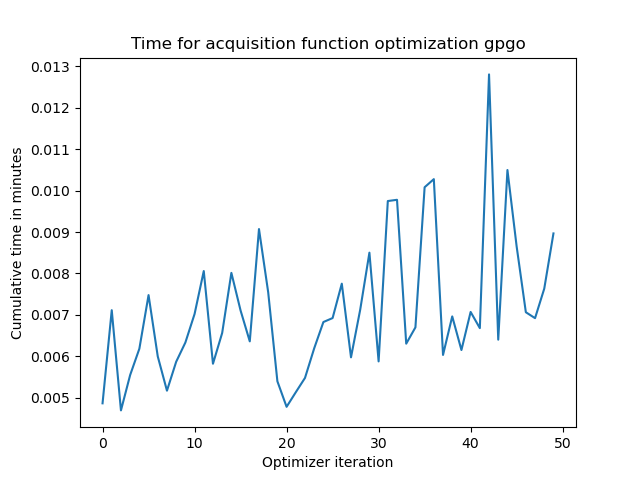 Time for acquisition function optimization gpgo
0.013
0.012
0.011
0.010
0.009
0.008
0.007
0.006
0.005
Cumulative time in minutes
0 10 20 30 40 50
Optimizer iteration